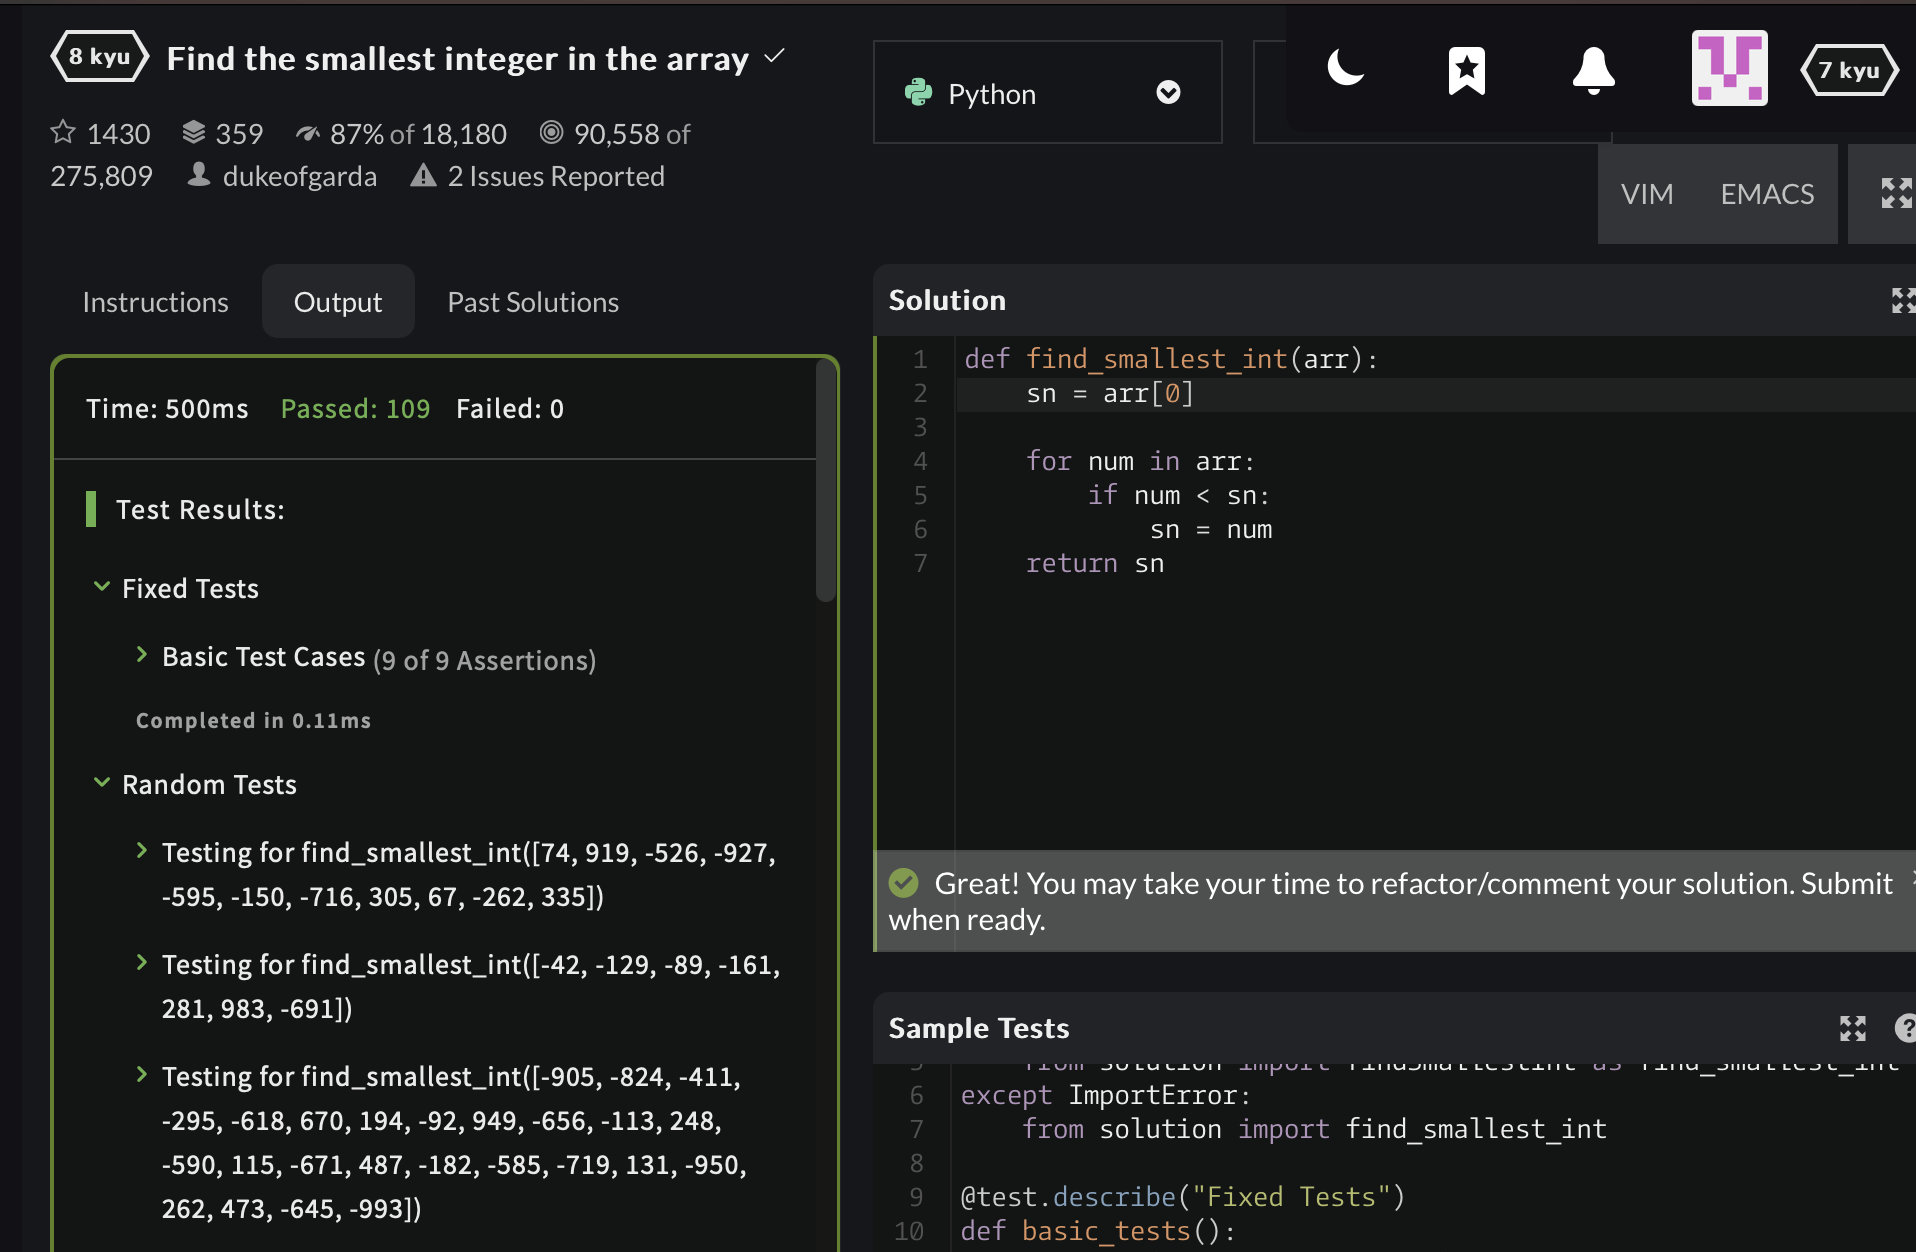 8 kyu Find the smallest integer in the array
1430 359 87% of 18,180 90,558 of
275,809 dukeofgarda 2 Issues Reported
Python
7 kyu
VIM EMACS
Instructions Output Past Solutions
Time: 500ms Passed: 109 Failed: 0
Test Results:
Fixed Tests
Basic Test Cases (9 of 9 Assertions)
Completed in 0.11ms
Random Tests
Testing for find_smallest_int([74, 919, -526, -927,
-595, -150, -716, 305, 67, -262, 335])
Testing for find_smallest_int([-42, -129, -89, -161,
281, 983, -691])
Testing for find_smallest_int([-905, -824, -411,
-295, -618, 670, 194, -92, 949, -656, -113, 248,
-590, 115, -671, 487, -182, -585, -719, 131, -950,
262, 473, -645, -993])
Solution
1 def find_smallest_int(arr):
2 sn = arr[0]
3
4 for num in arr:
5 if num < sn:
6 sn = num
7 return sn
Great! You may take your time to refactor/comment your solution. Submit
when ready.
Sample Tests
5 from solution import findSmallestInt as find_smallest_int
6 except ImportError:
7 from solution import find_smallest_int
8
9 @test.describe("Fixed Tests")
10 def basic_tests():